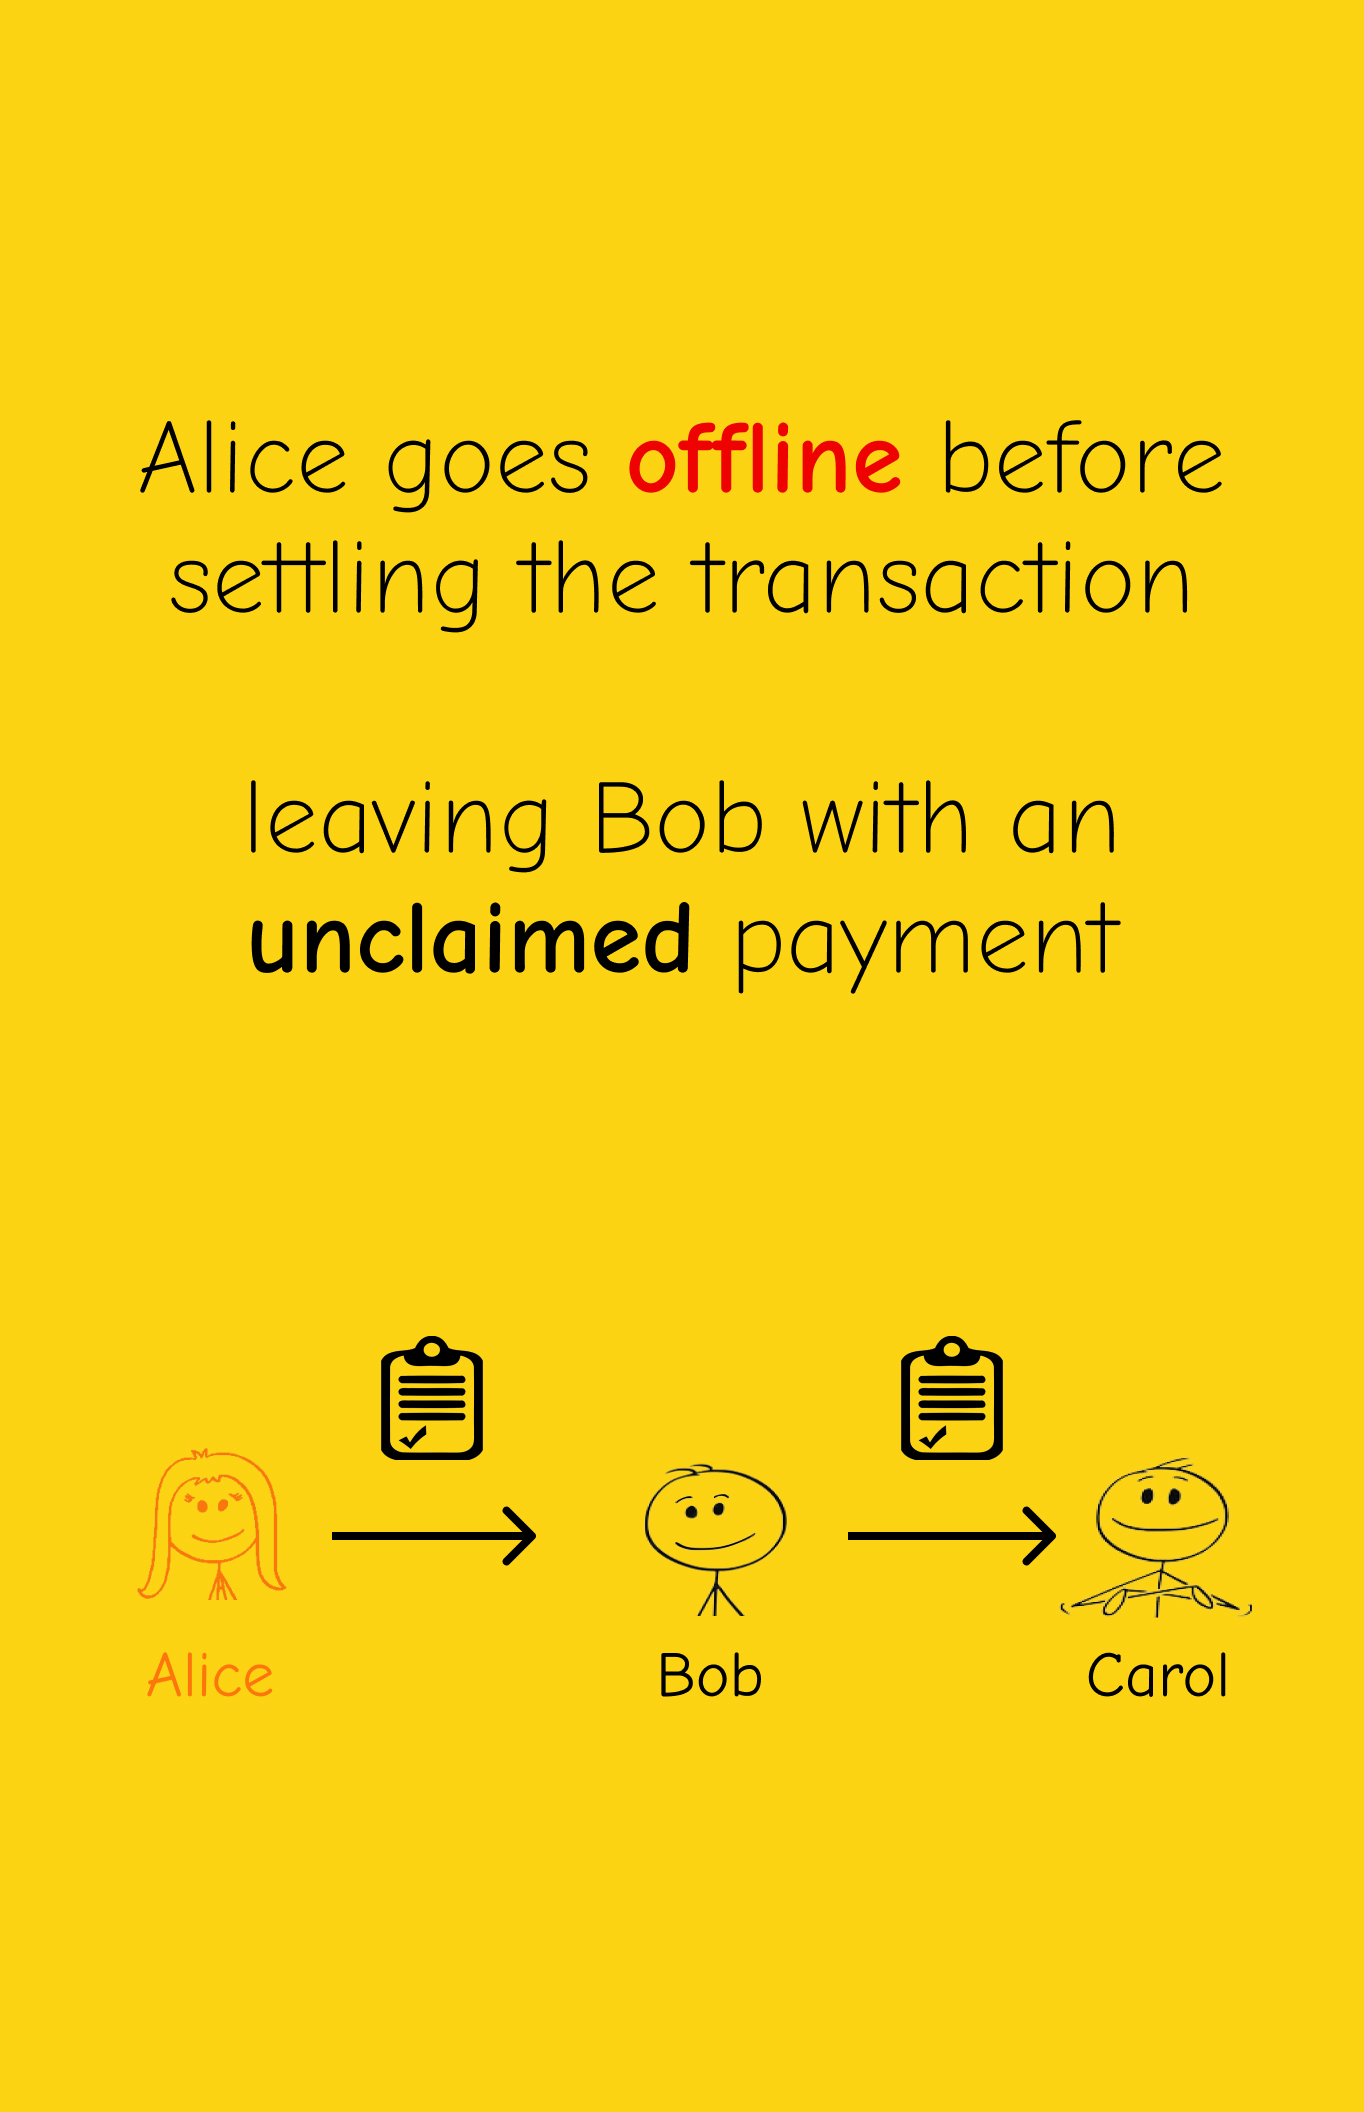 Alice goes offline before
settling the transaction
leaving Bob with an
unclaimed payment
Alice
Bob
Carol